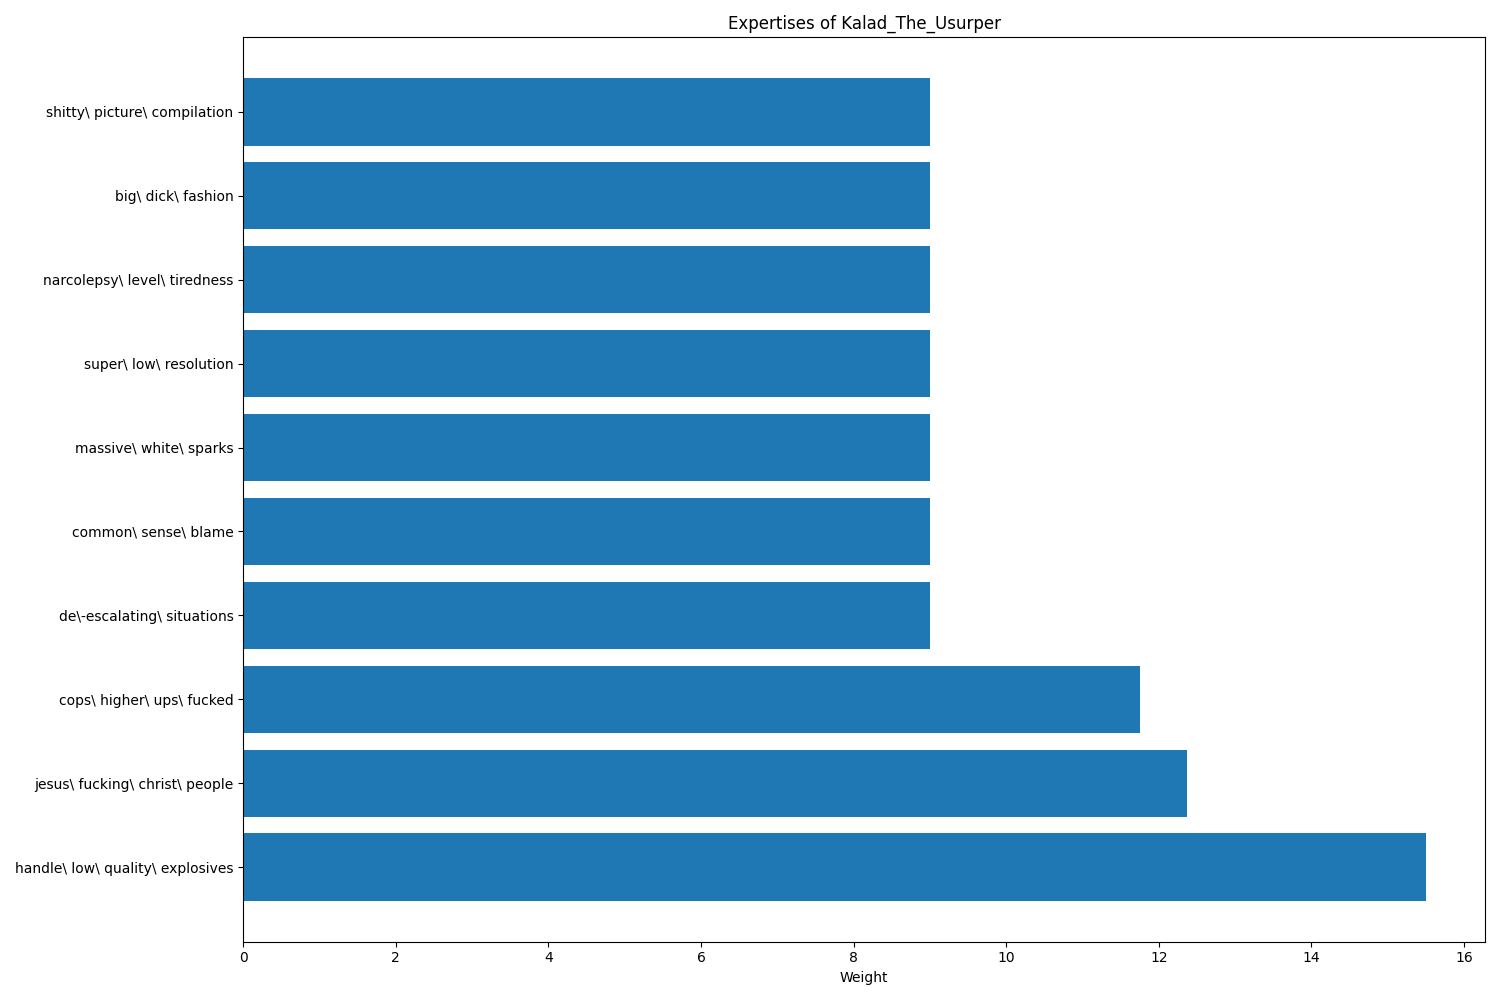 Expertises of Kalad_The_Usurper
shitty\ picture\ compilation
big\ dick\ fashion
narcolepsy\ level\ tiredness
super\ low\ resolution
massive\ white\ sparks
common\ sense\ blame
de\-escalating\ situations
cops\ higher\ ups\ fucked
jesus\ fucking\ christ\ people
handle\ low\ quality\ explosives
0 2 4 6 8 10 12 14 16
Weight